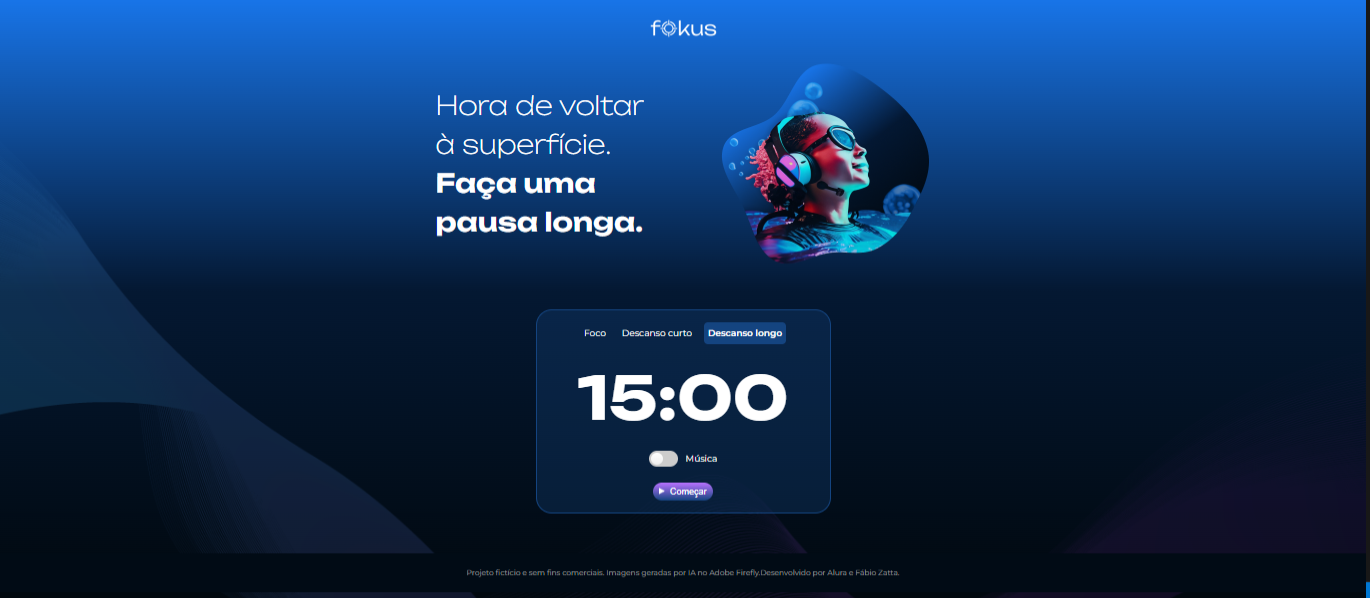 fokus
Hora de voltar
à superfície.
Faça uma
pausa longa.
Foco Descanso curto Descanso longo
15:00
Música
Começar
Projeto fictício e sem fins comerciais. Imagens geradas por IA no Adobe Firefly.Desenvolvido por Alura e Fábio Zatta.